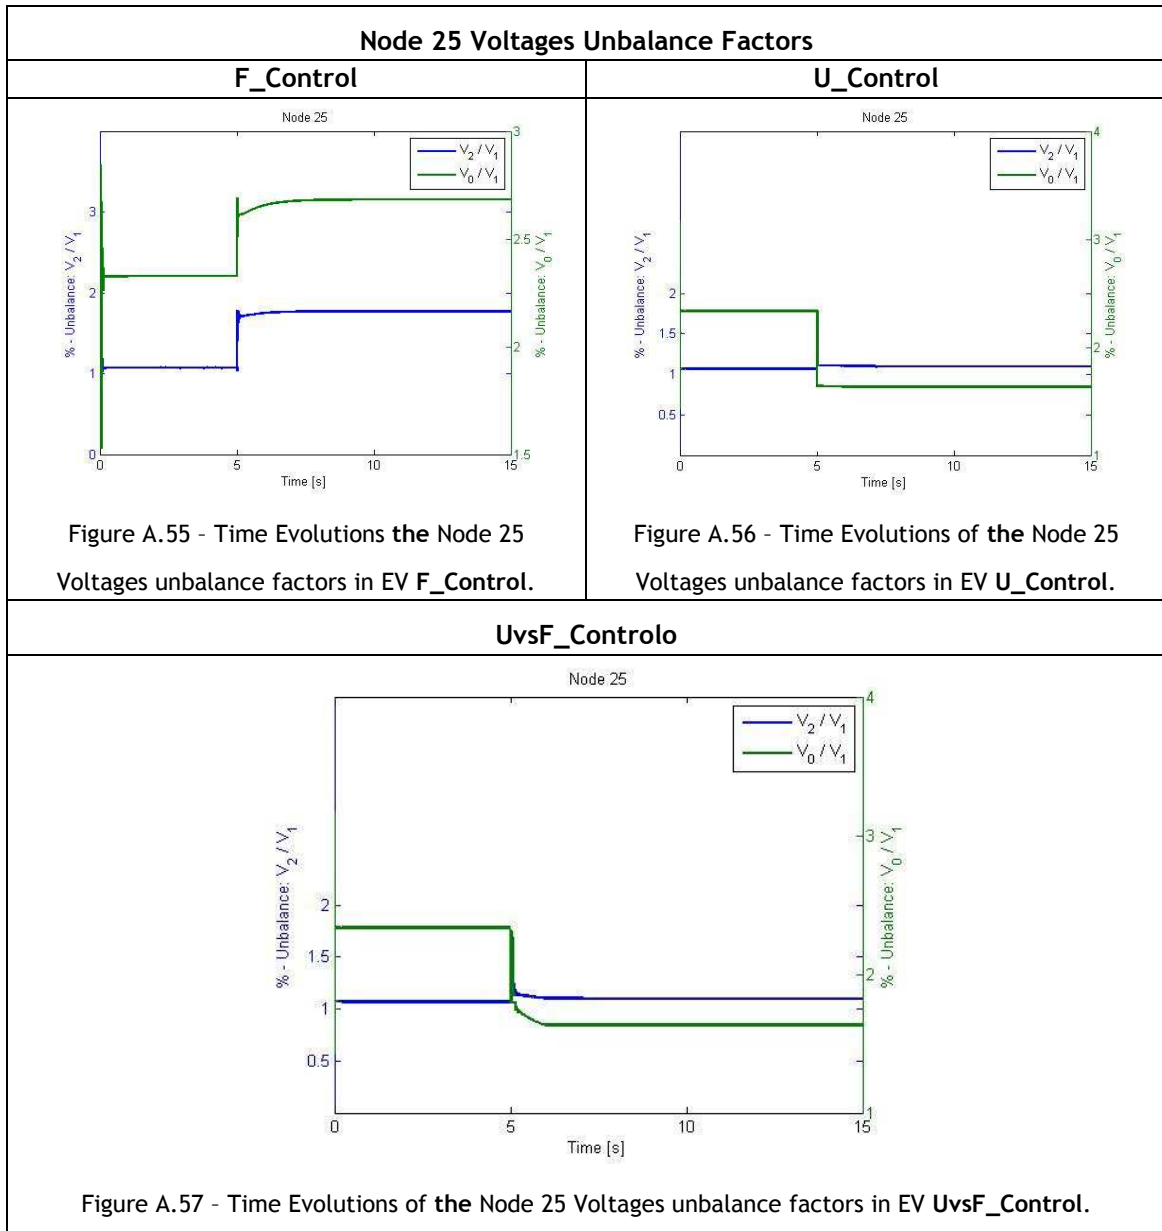 Node 25 Voltages Unbalance Factors
F_Control
U_Control
Node 25
V2 / V1
V0 / V1
% - Unbalance: V2 / V1
% - Unbalance: V0 / V1
3
2
1
0
3
2.5
2
1.5
0
5
10
15
Time [s]
Figure A.55 – Time Evolutions the Node 25
Voltages unbalance factors in EV F_Control.
Node 25
V2 / V1
V0 / V1
% - Unbalance: V2 / V1
% - Unbalance: V0 / V1
2
1.5
1
0.5
4
3
2
1
0
5
10
15
Time [s]
Figure A.56 – Time Evolutions of the Node 25
Voltages unbalance factors in EV U_Control.
UvsF_Controlo
Node 25
V2 / V1
V0 / V1
% - Unbalance: V2 / V1
% - Unbalance: V0 / V1
2
1.5
1
0.5
4
3
2
1
0
5
10
15
Time [s]
Figure A.57 – Time Evolutions of the Node 25 Voltages unbalance factors in EV UvsF_Control.